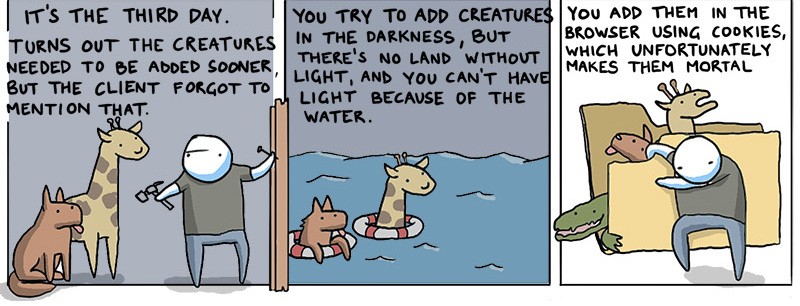 IT'S THE THIRD DAY.
TURNS OUT THE CREATURES
NEEDED TO BE ADDED SOONER,
BUT THE CLIENT FORGOT TO
MENTION THAT.
YOU TRY TO ADD CREATURES
IN THE DARKNESS, BUT
THERE'S NO LAND WITHOUT
LIGHT, AND YOU CAN'T HAVE
LIGHT BECAUSE OF THE
WATER.
YOU ADD THEM IN THE
BROWSER USING COOKIES,
WHICH UNFORTUNATELY
MAKES THEM MORTAL